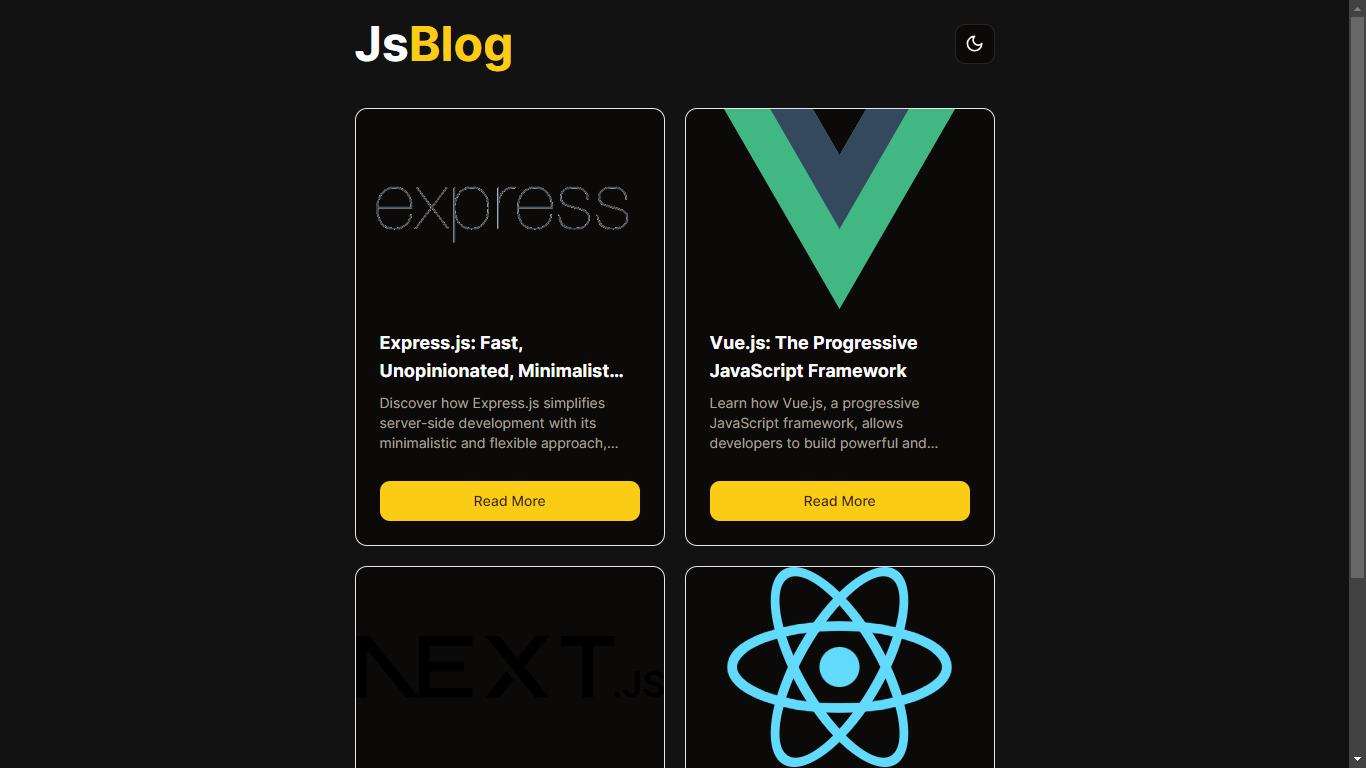 JsBlog
express
Express.js: Fast,
Unopinionated, Minimalist...
Discover how Express.js simplifies
server-side development with its
minimalistic and flexible approach,...
Read More
Vue.js: The Progressive
JavaScript Framework
Learn how Vue.js, a progressive
JavaScript framework, allows
developers to build powerful and...
Read More
NEXT.JS